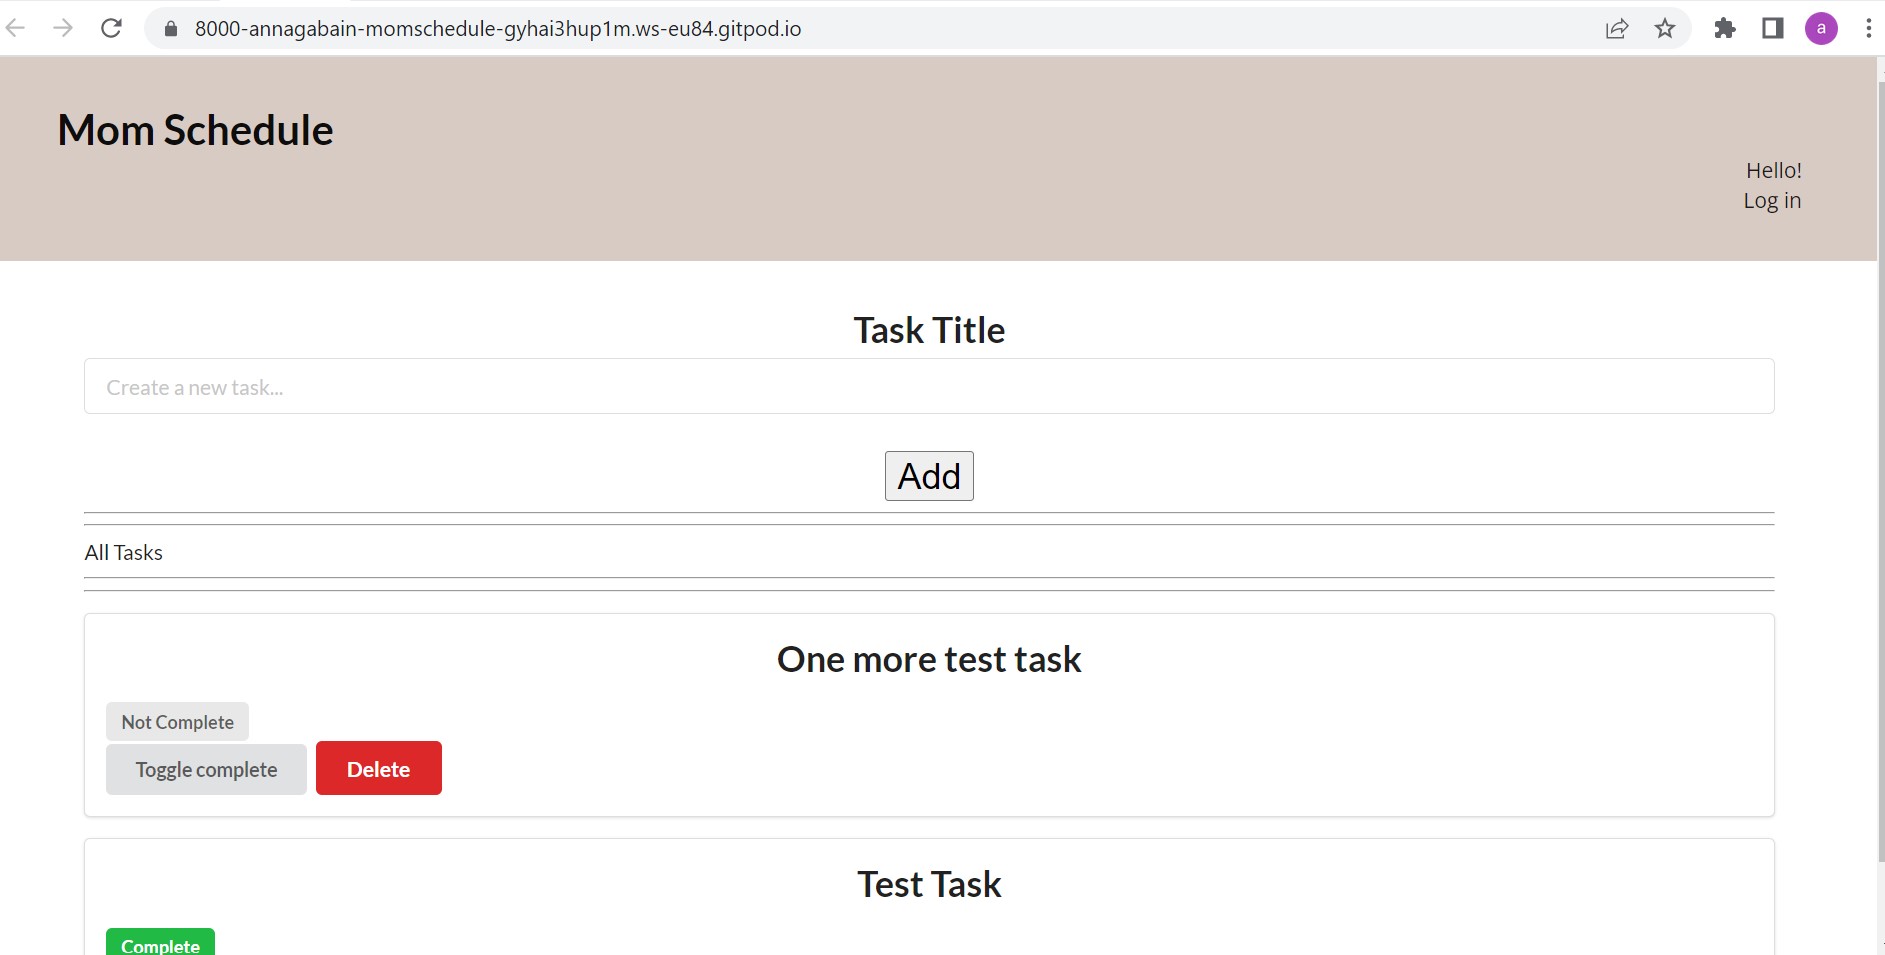 8000-annagabain-momschedule-gyhai3hup1m.ws-eu84.gitpod.io
a
Mom Schedule
Hello!
Log in
Task Title
Create a new task...
Add
All Tasks
One more test task
Not Complete
Toggle complete Delete
Test Task
Complete